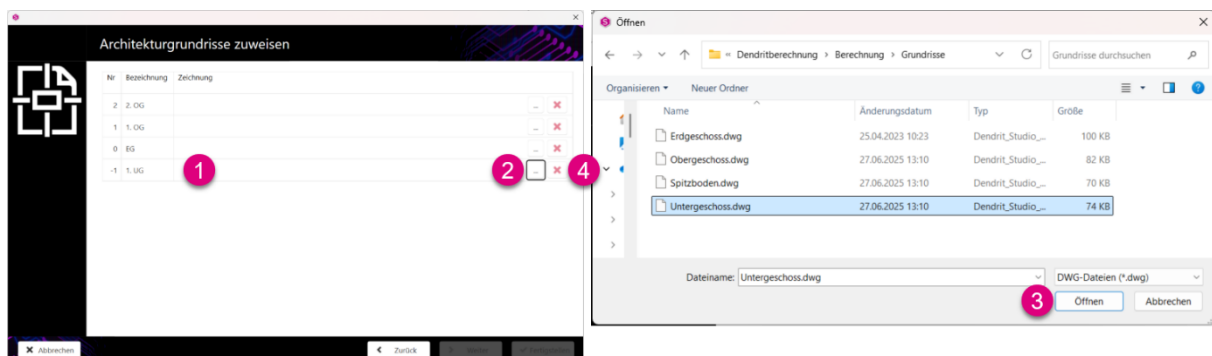 Architekturgrundrisse zuweisen
Nr Bezeichnung Zeichnung
2 2. OG ...
1 1. OG ...
0 EG ...
-1 1. UG 1 2 ... 4
Abbrechen Zurück Weiter Fertigstellen
Öffnen
« Dendritberechnung > Berechnung > Grundrisse Grundrisse durchsuchen
Organisieren Neuer Ordner
Name Änderungsdatum Typ Größe
Erdgeschoss.dwg 25.04.2023 10:23 Dendrit_Studio_... 100 KB
Obergeschoss.dwg 27.06.2025 13:10 Dendrit_Studio_... 82 KB
Spitzboden.dwg 27.06.2025 13:10 Dendrit_Studio_... 70 KB
Untergeschoss.dwg 27.06.2025 13:10 Dendrit_Studio_... 74 KB
Dateiname: Untergeschoss.dwg DWG-Dateien (*.dwg)
3 Öffnen Abbrechen